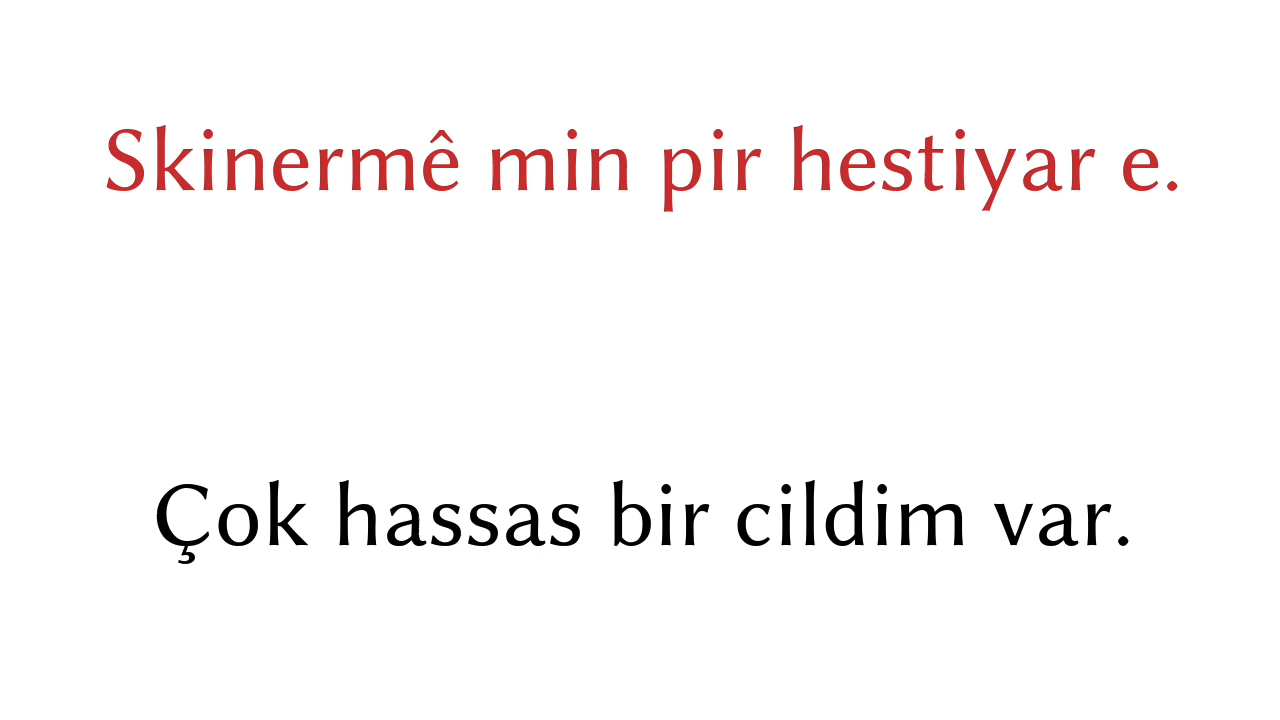 Skinermê min pir hestiyar e.
Çok hassas bir cildim var.